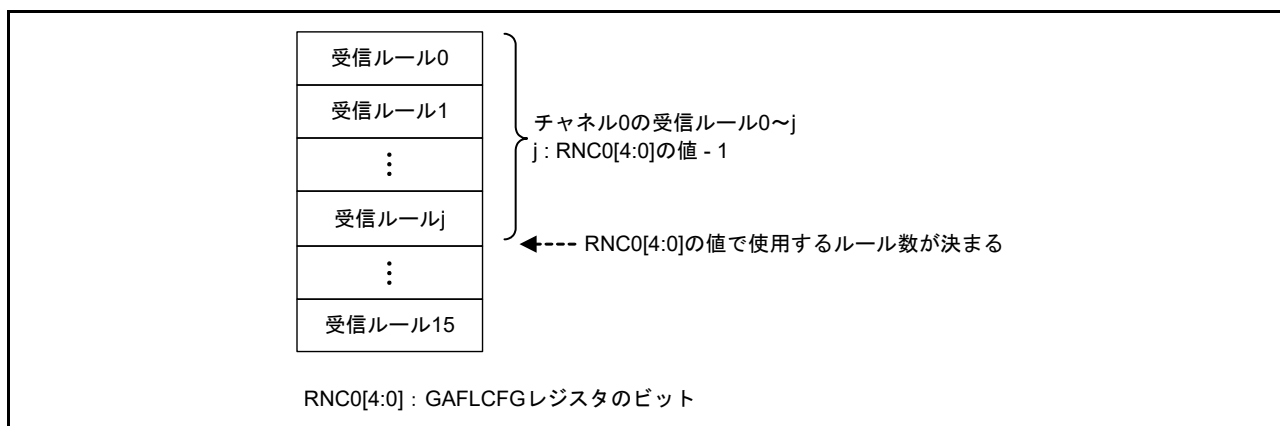 受信ルール0
受信ルール1
⋮
受信ルールj
⋮
受信ルール15
チャネル0の受信ルール0～j
j : RNC0[4:0]の値 - 1
RNC0[4:0]の値で使用するルール数が決まる
RNC0[4:0]：GAFLCFGレジスタのビット